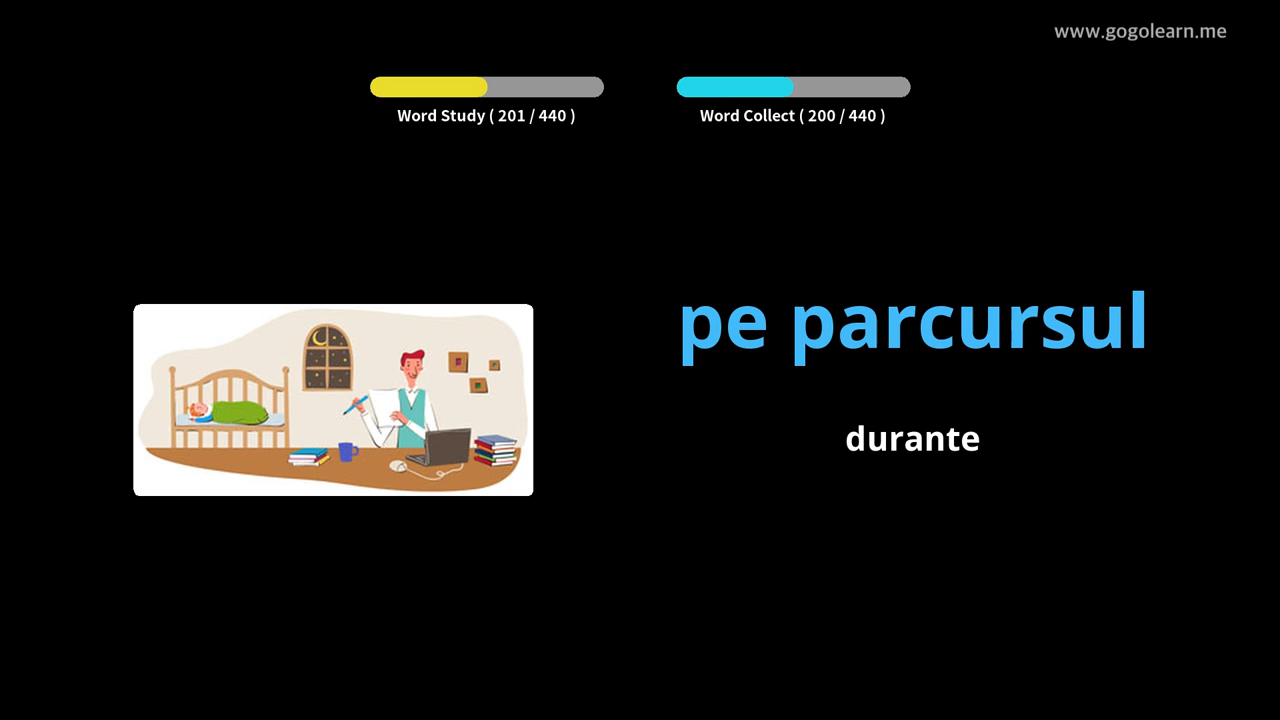 www.gogolearn.me
Word Study ( 201 / 440 )
Word Collect ( 200 / 440 )
pe parcursul
durante